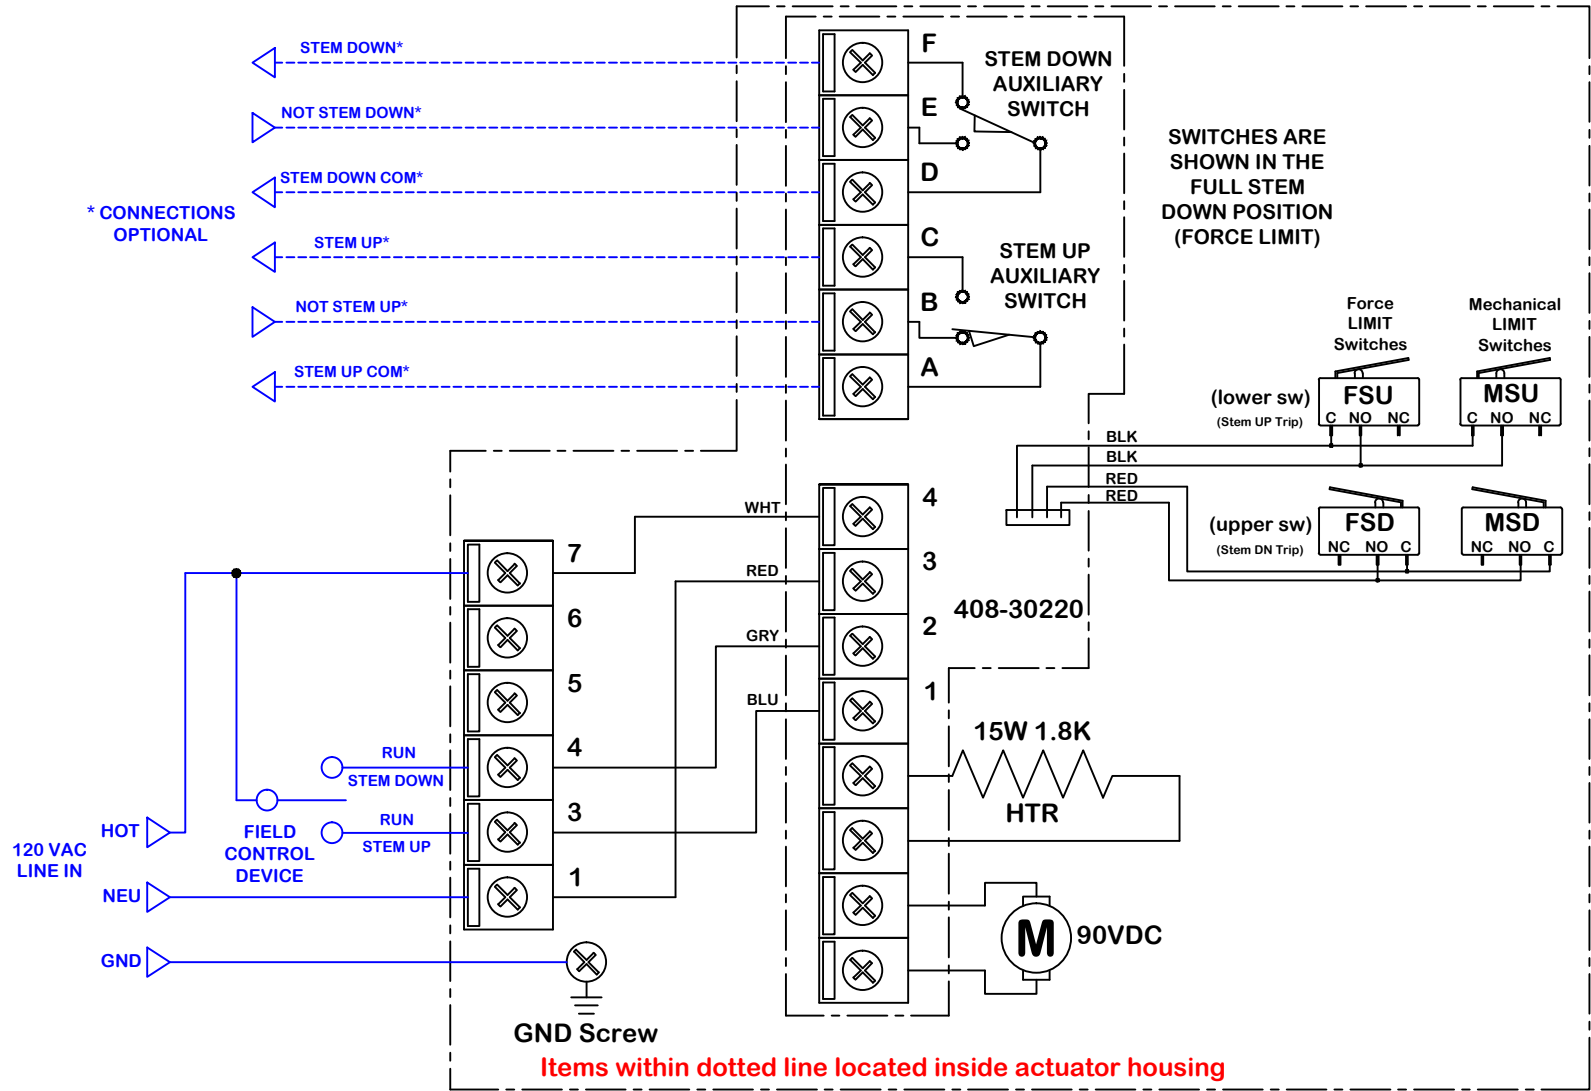 STEM DOWN*
NOT STEM DOWN*
STEM DOWN COM*
* CONNECTIONS
OPTIONAL
STEM UP*
NOT STEM UP*
STEM UP COM*
F
E
D
C
B
A
STEM DOWN
AUXILIARY
SWITCH
STEM UP
AUXILIARY
SWITCH
SWITCHES ARE
SHOWN IN THE
FULL STEM
DOWN POSITION
(FORCE LIMIT)
Force
LIMIT
Switches
Mechanical
LIMIT
Switches
(lower sw)
(Stem UP Trip)
FSU
C NO NC
MSU
C NO NC
BLK
BLK
RED
RED
(upper sw)
(Stem DN Trip)
FSD
NC NO C
MSD
NC NO C
WHT
RED
GRY
BLU
4
3
2
1
408-30220
7
6
5
4
3
1
RUN
STEM DOWN
RUN
STEM UP
HOT
120 VAC
LINE IN
NEU
GND
FIELD
CONTROL
DEVICE
15W 1.8K
HTR
M
90VDC
GND Screw
Items within dotted line located inside actuator housing